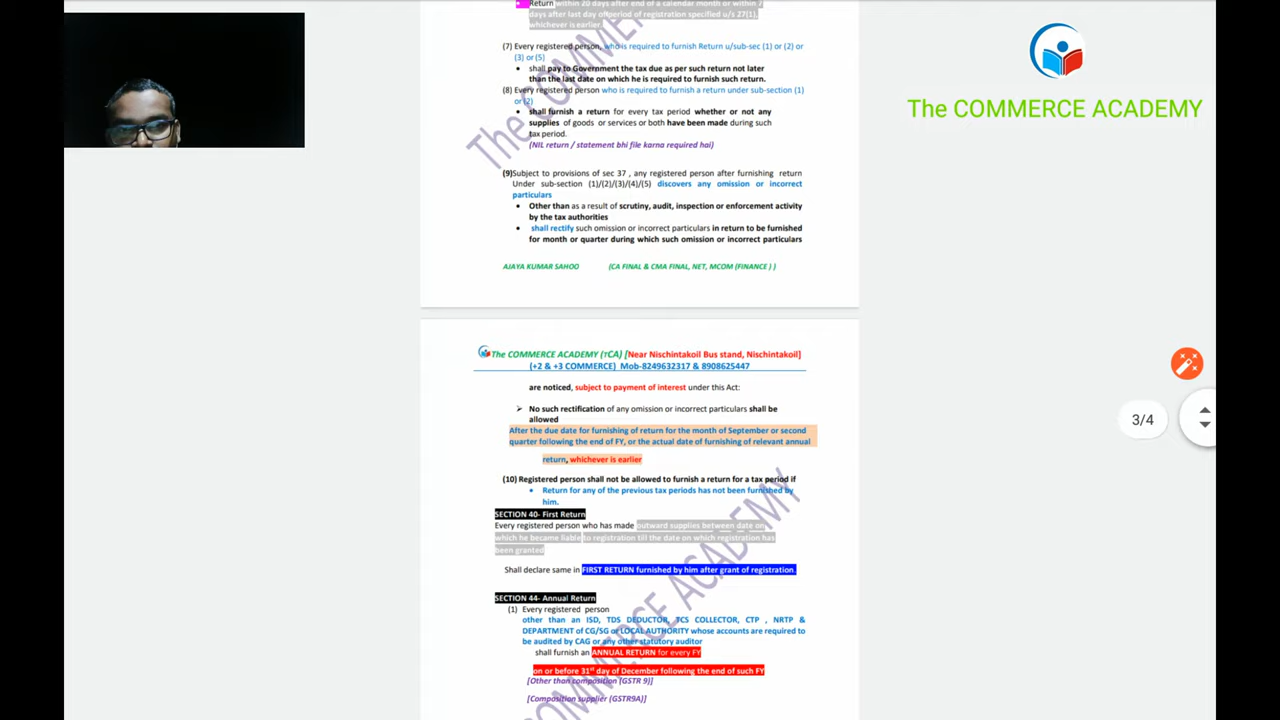 Return within 20 days after end of a calendar month or within 7
days after last day of period of registration specified u/s 27(1),
whichever is earlier.
(7) Every registered person, who is required to furnish Return u/sub-sec (1) or (2) or
(3) or (5)
• shall pay to Government the tax due as per such return not later
than the last date on which he is required to furnish such return.
(8) Every registered person who is required to furnish a return under sub-section (1)
or (2)
• shall furnish a return for every tax period whether or not any
supplies of goods or services or both have been made during such
tax period.
(NIL return / statement bhi file karna required hai)
(9)Subject to provisions of sec 37 , any registered person after furnishing return
Under sub-section (1)/(2)/(3)/(4)/(5) discovers any omission or incorrect
particulars
• Other than as a result of scrutiny, audit, inspection or enforcement activity
by the tax authorities
• shall rectify such omission or incorrect particulars in return to be furnished
for month or quarter during which such omission or incorrect particulars
AJAYA KUMAR SAHOO (CA FINAL & CMA FINAL, NET, MCOM (FINANCE ) )
The COMMERCE ACADEMY
The COMMERCE ACADEMY (TCA) [Near Nischintakoil Bus stand, Nischintakoil]
(+2 & +3 COMMERCE) Mob-8249632317 & 8908625447
are noticed, subject to payment of interest under this Act:
➢ No such rectification of any omission or incorrect particulars shall be
allowed
After the due date for furnishing of return for the month of September or second
quarter following the end of FY, or the actual date of furnishing of relevant annual
return, whichever is earlier
(10) Registered person shall not be allowed to furnish a return for a tax period if
• Return for any of the previous tax periods has not been furnished by
him.
SECTION 40- First Return
Every registered person who has made outward supplies between date on
which he became liable to registration till the date on which registration has
been granted
Shall declare same in FIRST RETURN furnished by him after grant of registration.
SECTION 44- Annual Return
(1) Every registered person
other than an ISD, TDS DEDUCTOR, TCS COLLECTOR, CTP , NRTP &
DEPARTMENT of CG/SG or LOCAL AUTHORITY whose accounts are required to
be audited by CAG or any other statutory auditor
shall furnish an ANNUAL RETURN for every FY
on or before 31st day of December following the end of such FY
[Other than composition (GSTR 9)]
[Composition supplier (GSTR9A)]
The COMMERCE
COMMERCE ACADEMY
3/4